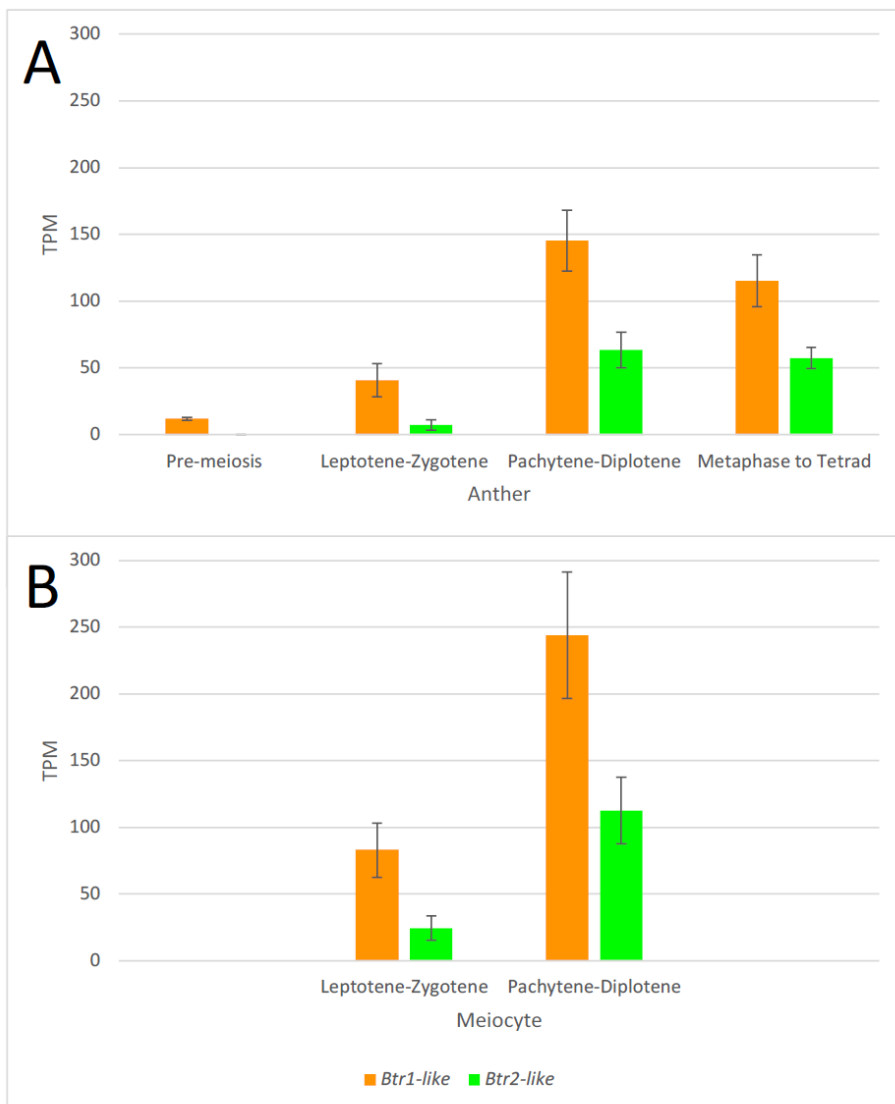 A
300
250
200
150
100
50
0
TPM
Pre-meiosis Leptotene-Zygotene Pachytene-Diplotene Metaphase to Tetrad
Anther
B
300
250
200
150
100
50
0
TPM
Leptotene-Zygotene Pachytene-Diplotene
Meiocyte
Btr1-like Btr2-like